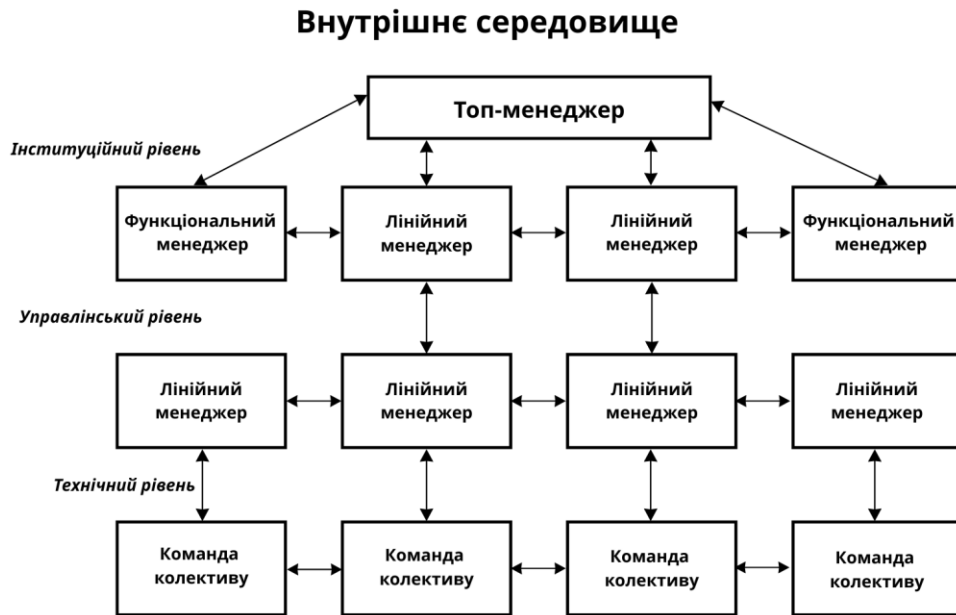 Внутрішнє середовище
Топ-менеджер
Інституційний рівень
Функціональний
менеджер
Лінійний
менеджер
Лінійний
менеджер
Функціональний
менеджер
Управлінський рівень
Лінійний
менеджер
Лінійний
менеджер
Лінійний
менеджер
Лінійний
менеджер
Технічний рівень
Команда
колективу
Команда
колективу
Команда
колективу
Команда
колективу